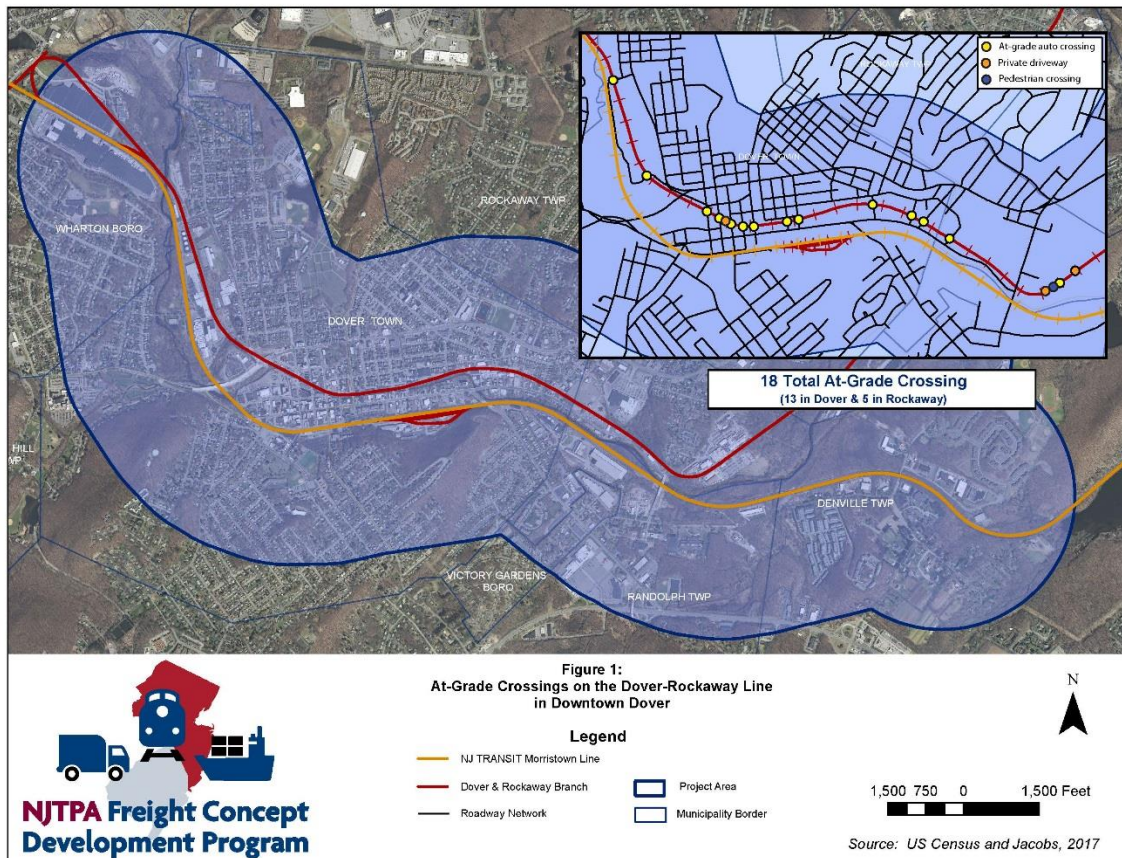 At-grade auto crossing
Private driveway
Pedestrian crossing
ROCKAWAY TWP
DOVER TOWN
WHARTON BORO
DOVER TOWN
18 Total At-Grade Crossing
(13 in Dover & 5 in Rockaway)
HILL
DENVILLE TWP
VICTORY GARDENS
BORO
RANDOLPH TWP
Figure 1:
At-Grade Crossings on the Dover-Rockaway Line
in Downtown Dover
N
Legend
NJ TRANSIT Morristown Line
Dover & Rockaway Branch
Project Area
Roadway Network
Municipality Border
1,500 750 0 1,500 Feet
NJTPA Freight Concept
Development Program
Source: US Census and Jacobs, 2017